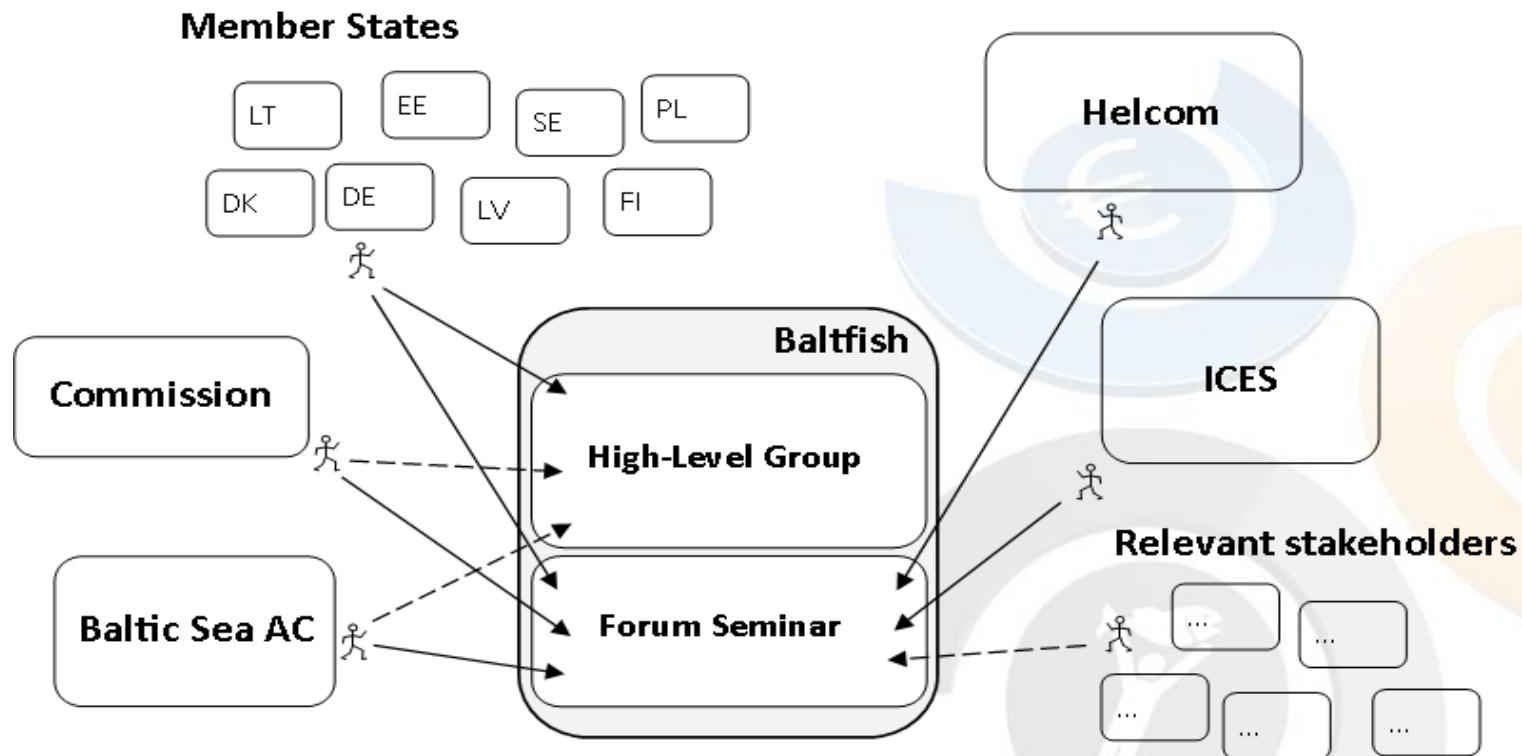 Member States
LT
EE
SE
PL
DK
DE
LV
FI
Helcom
€
Baltfish
Commission
High-Level Group
ICES
Relevant stakeholders
Baltic Sea AC
Forum Seminar
...
...
...
...
...